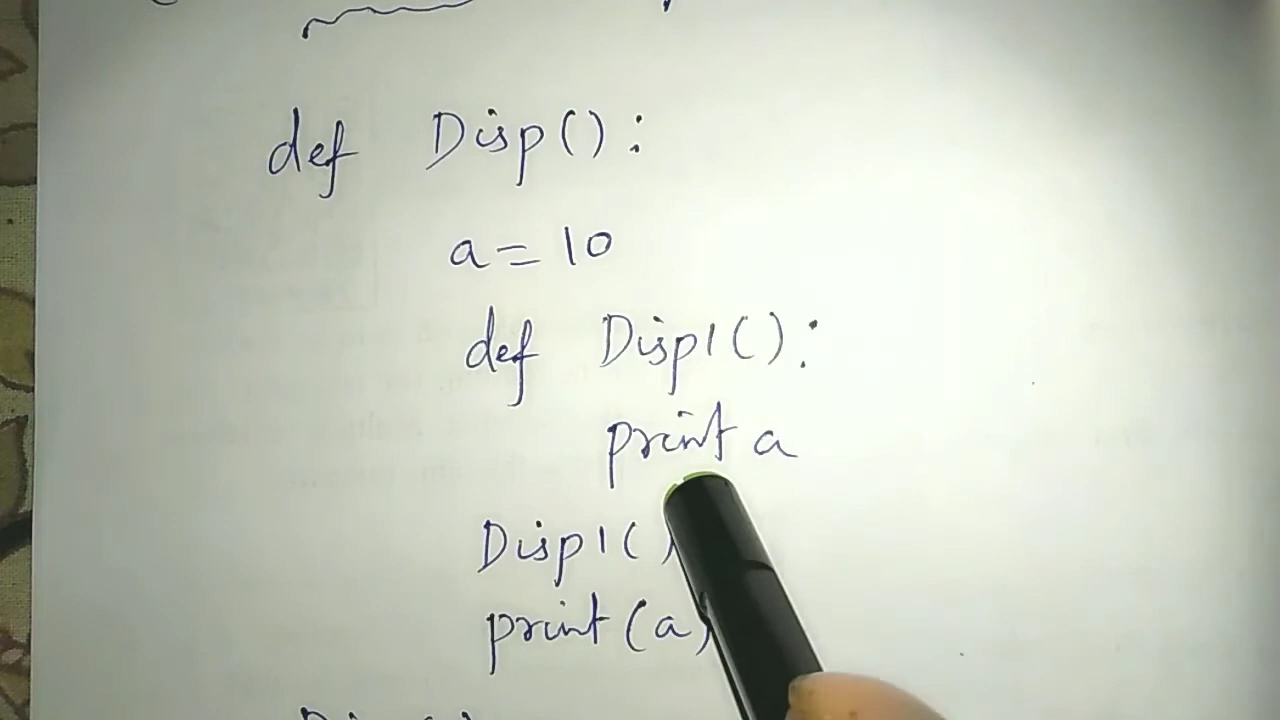 def Disp():
a = 10
def Disp1():
print a
Disp1()
print(a)